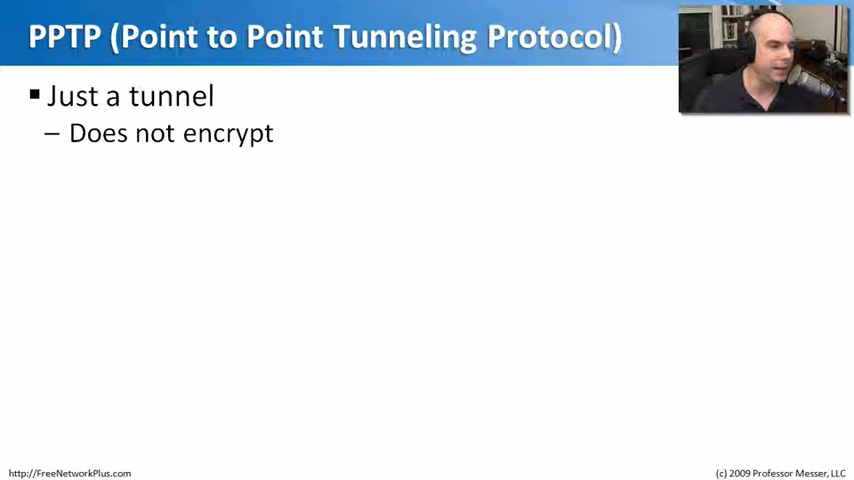 PPTP (Point to Point Tunneling Protocol)
▪ Just a tunnel
– Does not encrypt
http://FreeNetworkPlus.com
(c) 2009 Professor Messer, LLC